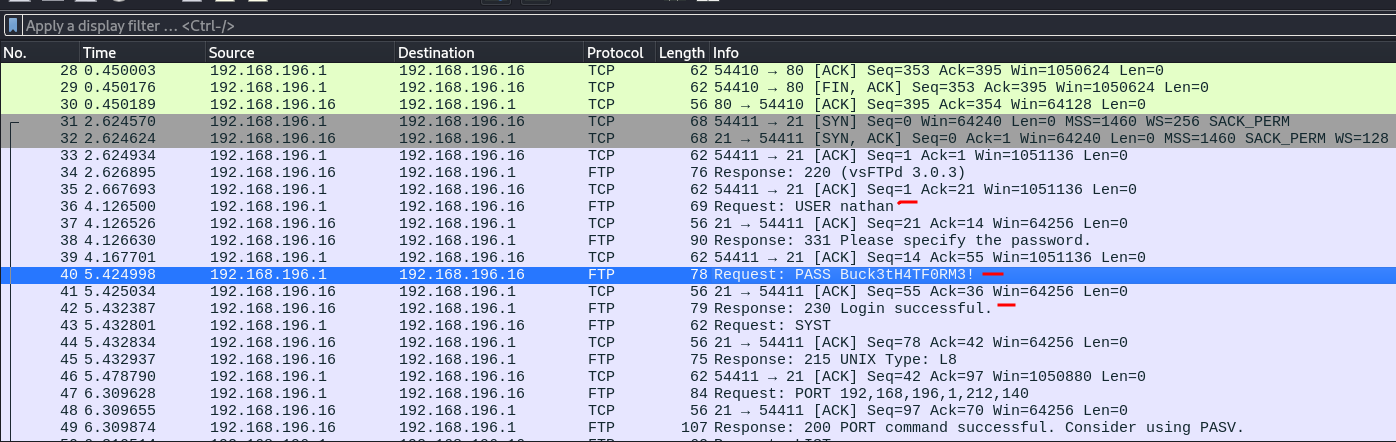 Apply a display filter … <Ctrl-/>
No. Time Source Destination Protocol Length Info
28 0.450003 192.168.196.1 192.168.196.16 TCP 62 54410 → 80 [ACK] Seq=353 Ack=395 Win=1050624 Len=0
29 0.450176 192.168.196.1 192.168.196.16 TCP 62 54410 → 80 [FIN, ACK] Seq=353 Ack=395 Win=1050624 Len=0
30 0.450189 192.168.196.16 192.168.196.1 TCP 56 80 → 54410 [ACK] Seq=395 Ack=354 Win=64128 Len=0
31 2.624570 192.168.196.1 192.168.196.16 TCP 68 54411 → 21 [SYN] Seq=0 Win=64240 Len=0 MSS=1460 WS=256 SACK_PERM
32 2.624624 192.168.196.16 192.168.196.1 TCP 68 21 → 54411 [SYN, ACK] Seq=0 Ack=1 Win=64240 Len=0 MSS=1460 SACK_PERM WS=128
33 2.624934 192.168.196.1 192.168.196.16 TCP 62 54411 → 21 [ACK] Seq=1 Ack=1 Win=1051136 Len=0
34 2.626895 192.168.196.16 192.168.196.1 FTP 76 Response: 220 (vsFTPd 3.0.3)
35 2.667693 192.168.196.1 192.168.196.16 TCP 62 54411 → 21 [ACK] Seq=1 Ack=21 Win=1051136 Len=0
36 4.126500 192.168.196.1 192.168.196.16 FTP 69 Request: USER nathan
37 4.126526 192.168.196.16 192.168.196.1 TCP 56 21 → 54411 [ACK] Seq=21 Ack=14 Win=64256 Len=0
38 4.126630 192.168.196.16 192.168.196.1 FTP 90 Response: 331 Please specify the password.
39 4.167701 192.168.196.1 192.168.196.16 TCP 62 54411 → 21 [ACK] Seq=14 Ack=55 Win=1051136 Len=0
40 5.424998 192.168.196.1 192.168.196.16 FTP 78 Request: PASS Buck3tH4TF0RM3!
41 5.425034 192.168.196.16 192.168.196.1 TCP 56 21 → 54411 [ACK] Seq=55 Ack=36 Win=64256 Len=0
42 5.432387 192.168.196.16 192.168.196.1 FTP 79 Response: 230 Login successful.
43 5.432801 192.168.196.1 192.168.196.16 FTP 62 Request: SYST
44 5.432834 192.168.196.16 192.168.196.1 TCP 56 21 → 54411 [ACK] Seq=78 Ack=42 Win=64256 Len=0
45 5.432937 192.168.196.16 192.168.196.1 FTP 75 Response: 215 UNIX Type: L8
46 5.478790 192.168.196.1 192.168.196.16 TCP 62 54411 → 21 [ACK] Seq=42 Ack=97 Win=1050880 Len=0
47 6.309628 192.168.196.1 192.168.196.16 FTP 84 Request: PORT 192,168,196,1,212,140
48 6.309655 192.168.196.16 192.168.196.1 TCP 56 21 → 54411 [ACK] Seq=97 Ack=70 Win=64256 Len=0
49 6.309874 192.168.196.16 192.168.196.1 FTP 107 Response: 200 PORT command successful. Consider using PASV.